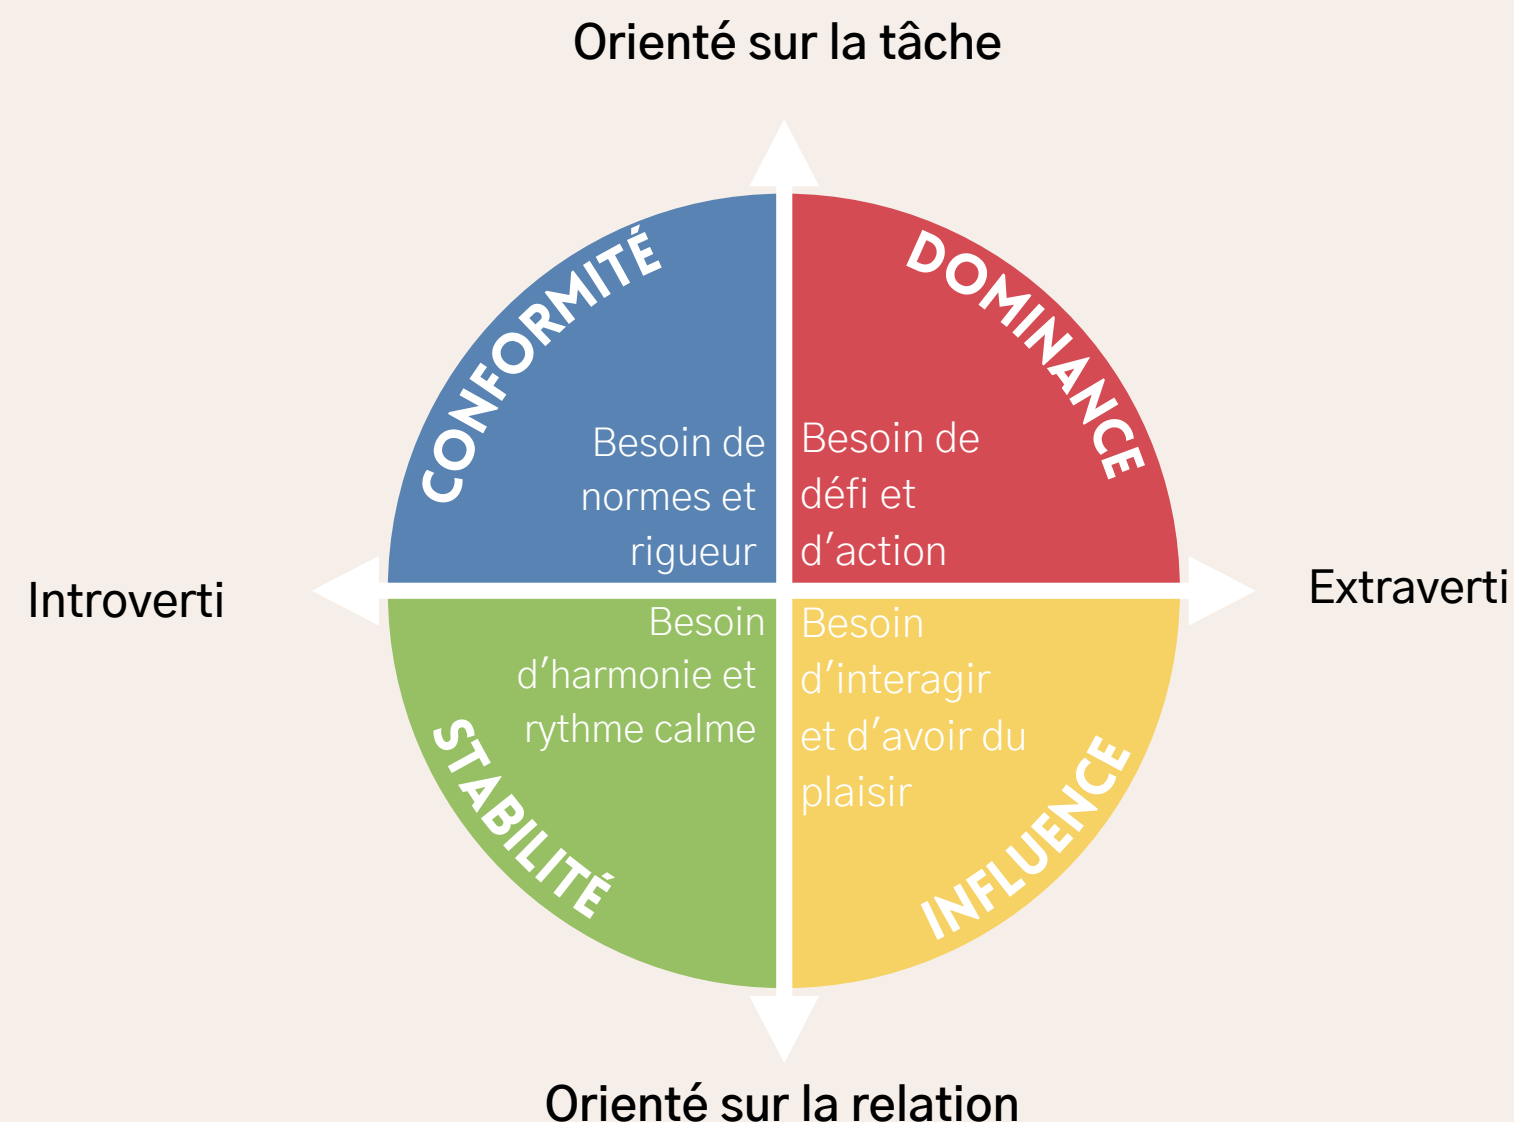 Orienté sur la tâche
CONFORMITÉ
DOMINANCE
Besoin de
normes et
rigueur
Besoin de
défi et
d'action
Introverti
Extraverti
Besoin
d'harmonie et
rythme calme
Besoin
d'interagir
et d'avoir du
plaisir
STABILITÉ
INFLUENCE
Orienté sur la relation